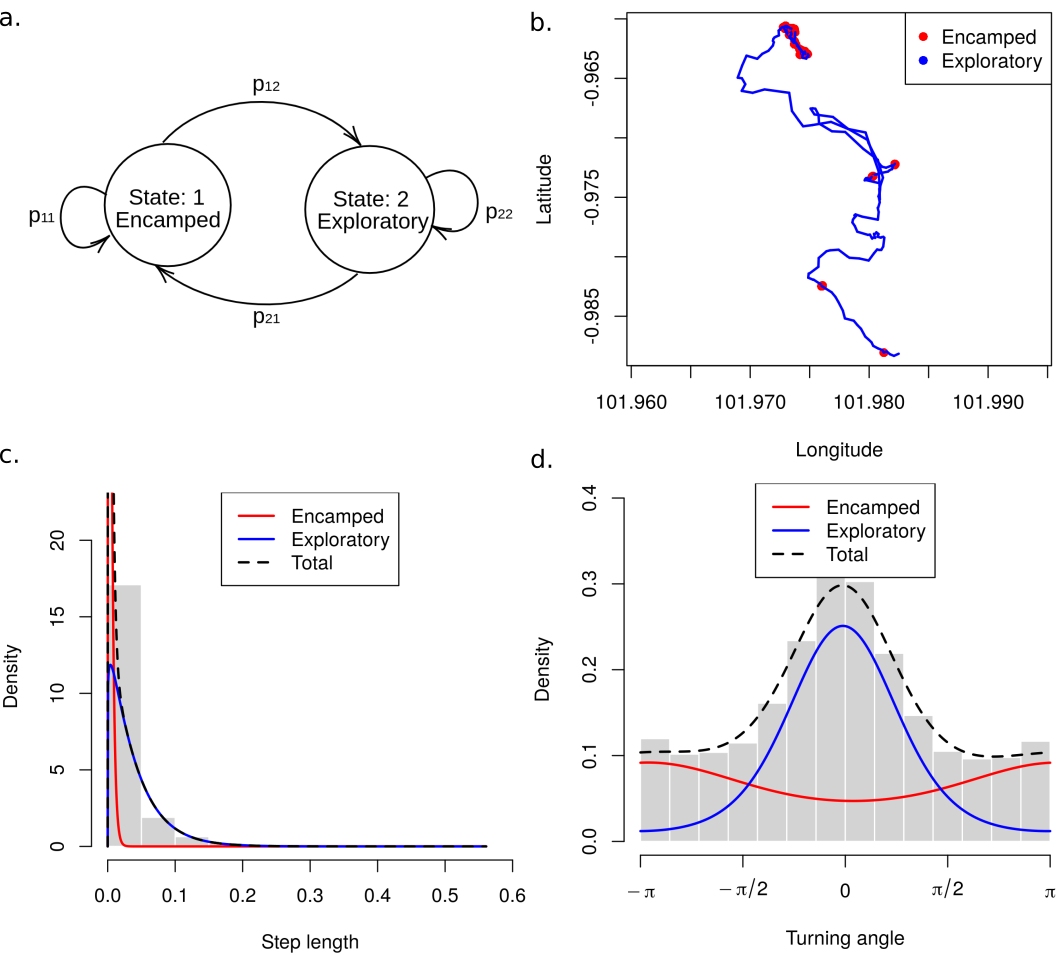 a.
p12
State: 1
Encamped
State: 2
Exploratory
p11
p22
p21
b.
Encamped
Exploratory
Latitude
-0.965
-0.975
-0.985
101.960 101.970 101.980 101.990
Longitude
c.
Encamped
Exploratory
Total
Density
20
15
10
5
0
0.0 0.1 0.2 0.3 0.4 0.5 0.6
Step length
d.
Encamped
Exploratory
Total
Density
0.4
0.3
0.2
0.1
0.0
−π −π/2 0 π/2 π
Turning angle